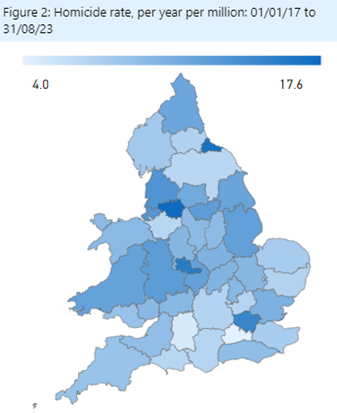 Figure 2: Homicide rate, per year per million: 01/01/17 to
31/08/23
4.0 17.6